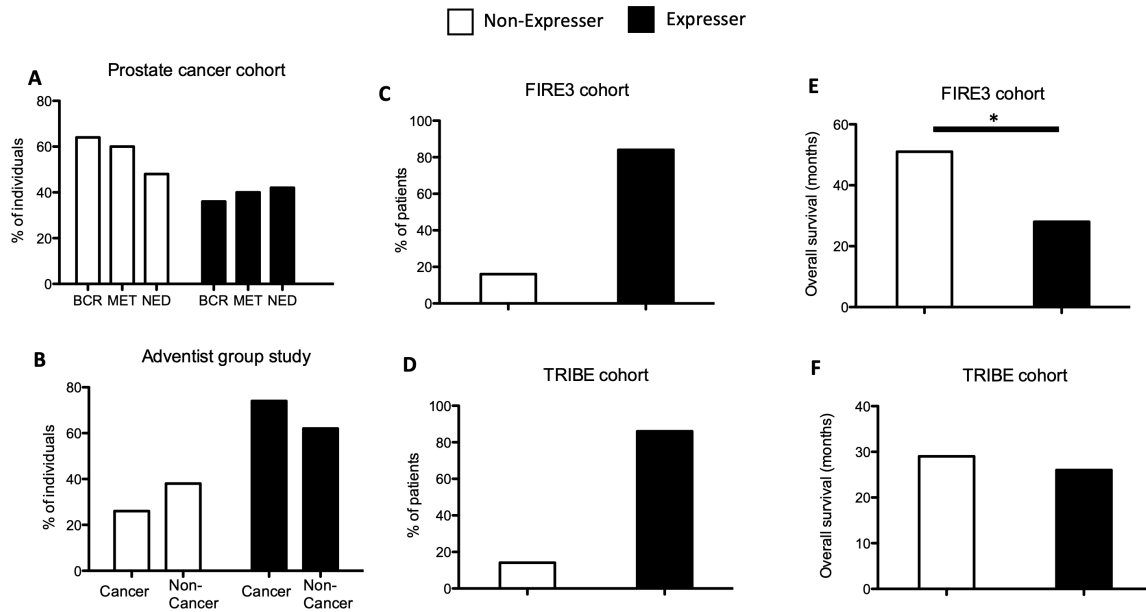 Non-Expresser Expresser
A
Prostate cancer cohort
% of individuals
80
60
40
20
0
BCR MET NED BCR MET NED
B
Adventist group study
% of individuals
80
60
40
20
0
Cancer Non-Cancer Cancer Non-Cancer
C
FIRE3 cohort
% of patients
100
80
60
40
20
0
D
TRIBE cohort
% of patients
100
80
60
40
20
0
E
FIRE3 cohort
*
Overall survival (months)
60
40
20
0
F
TRIBE cohort
Overall survival (months)
40
30
20
10
0